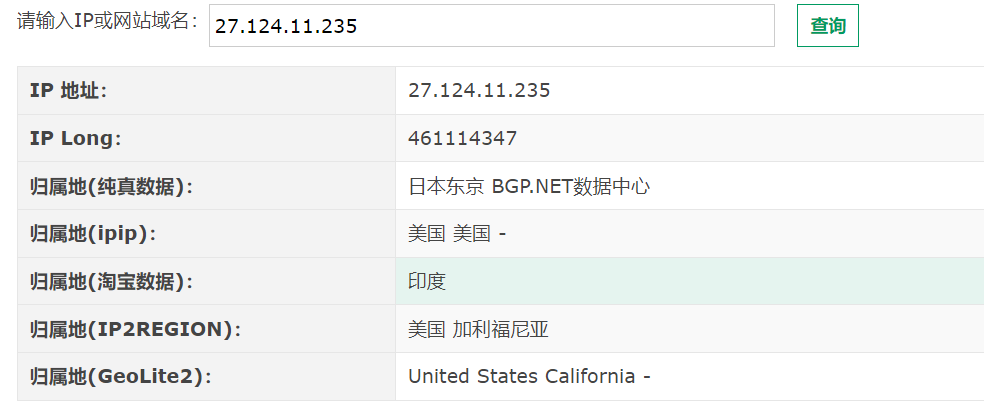 请输入IP或网站域名： 27.124.11.235 查询
IP 地址： 27.124.11.235
IP Long： 461114347
归属地(纯真数据)： 日本东京 BGP.NET数据中心
归属地(ipip)： 美国 美国 -
归属地(淘宝数据)： 印度
归属地(IP2REGION)： 美国 加利福尼亚
归属地(GeoLite2)： United States California -